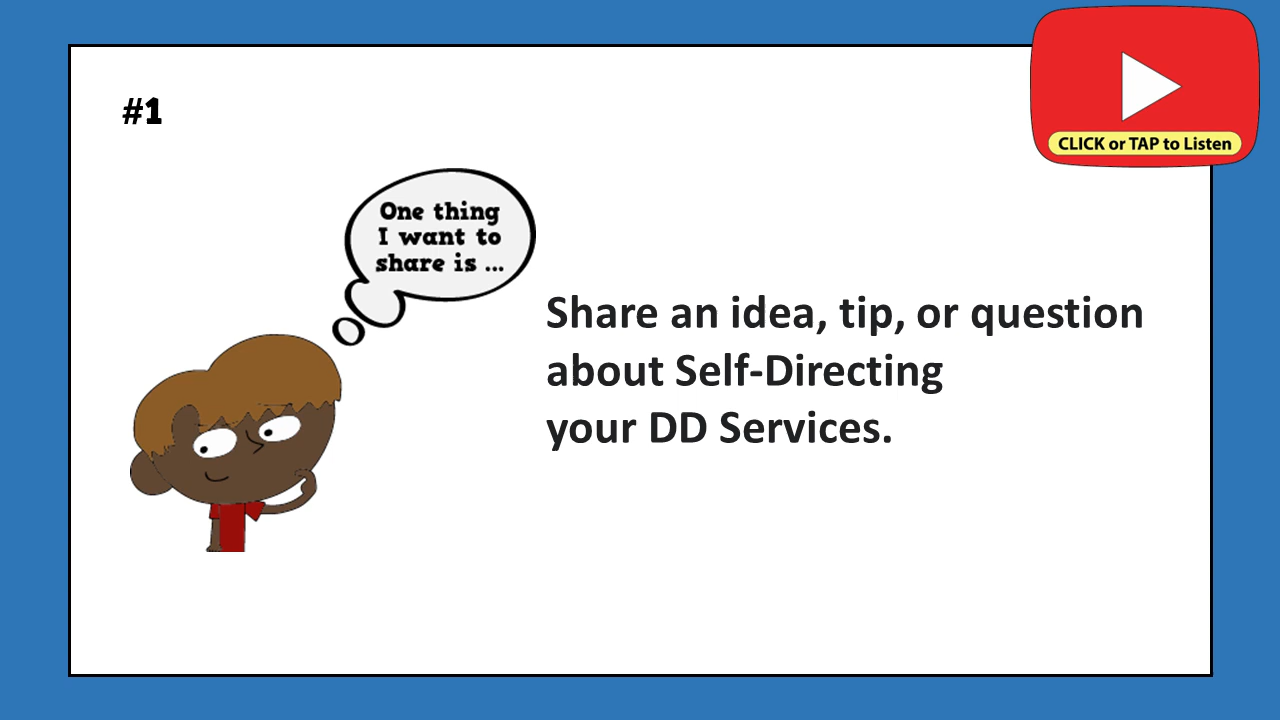 #1
CLICK or TAP to Listen
One thing
I want to
share is ...
Share an idea, tip, or question
about Self-Directing
your DD Services.